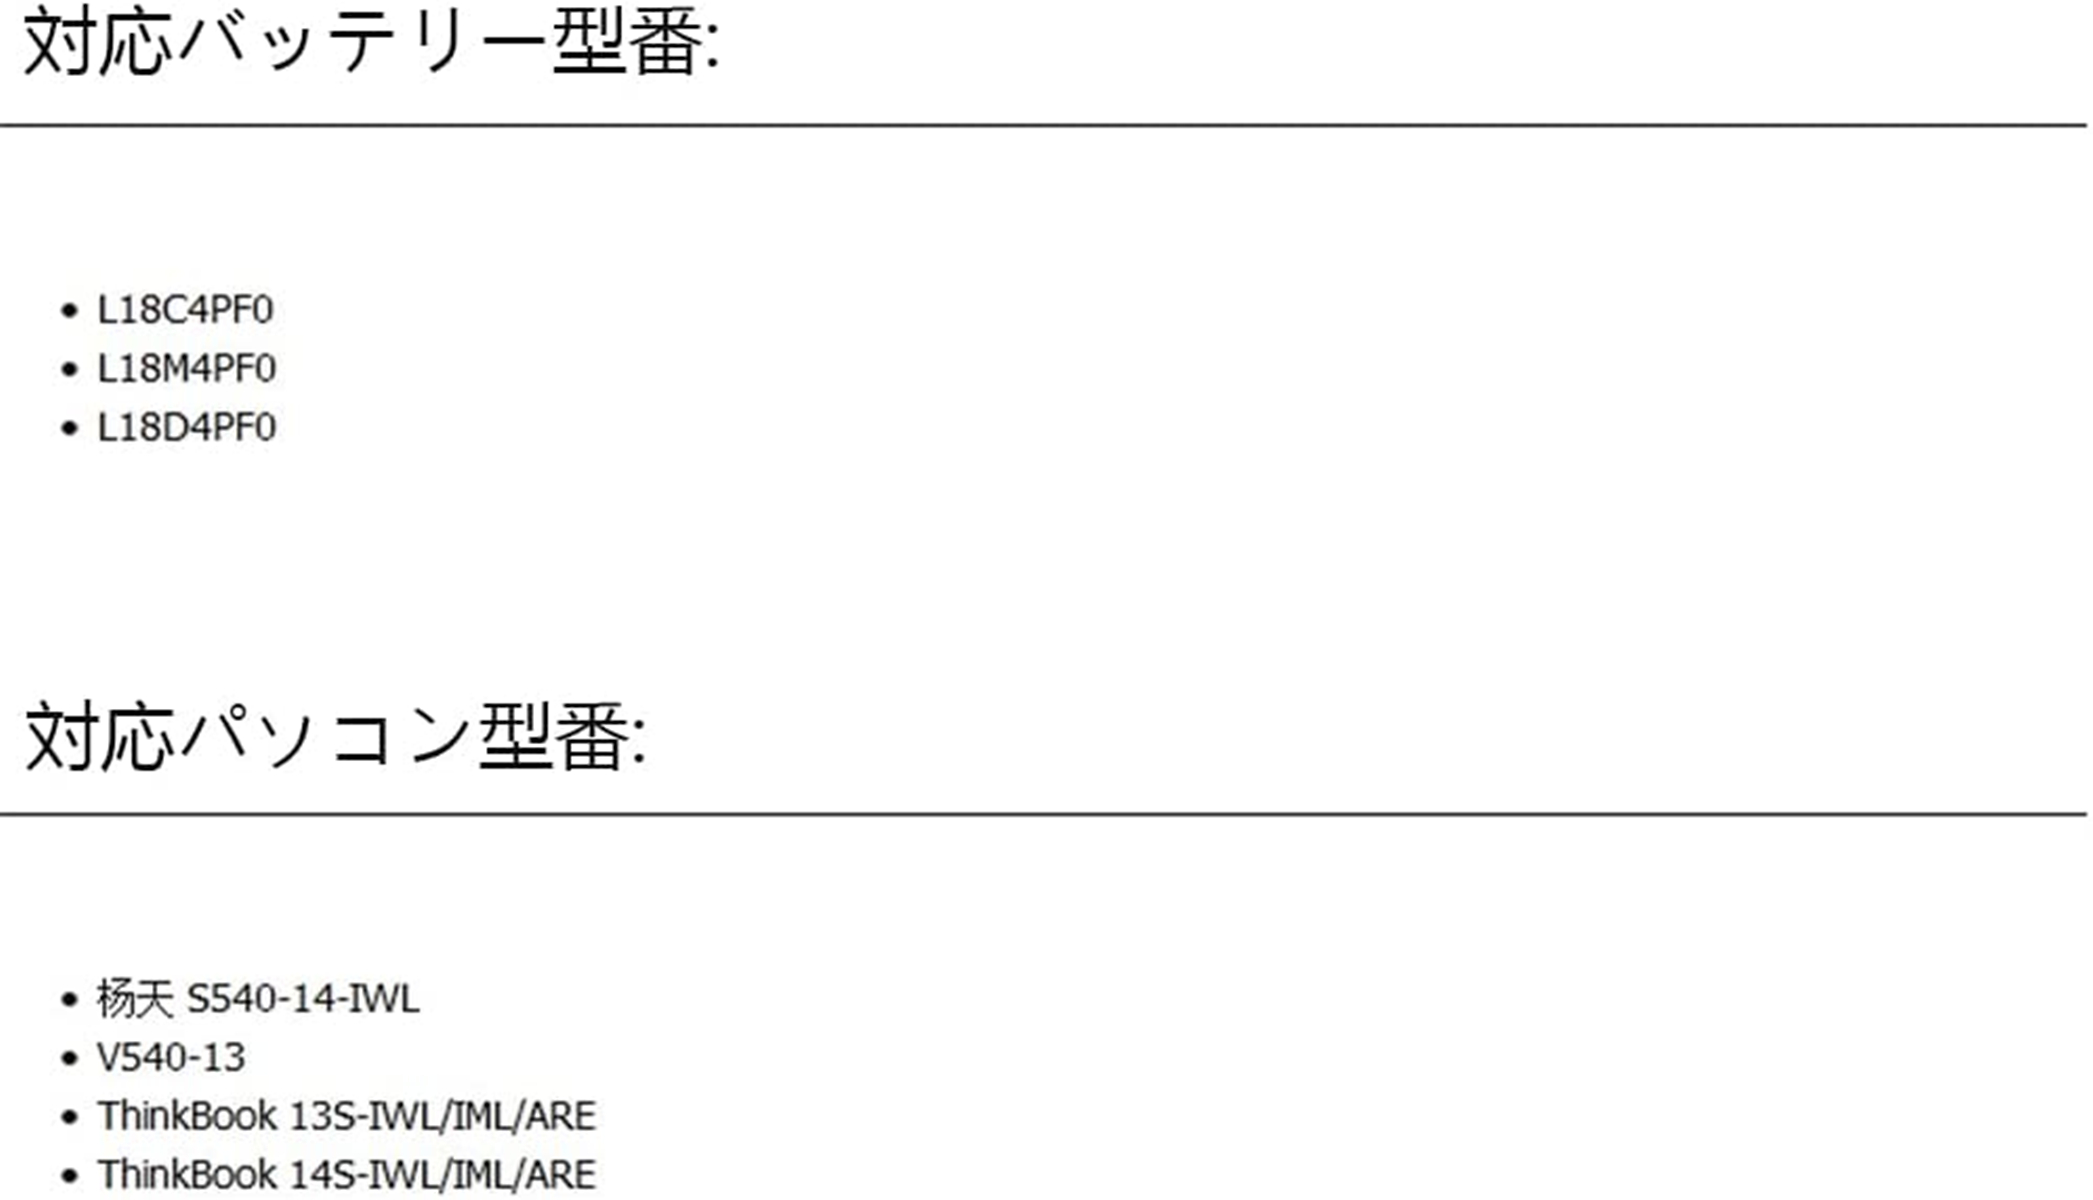 対応バッテリー型番:
• L18C4PF0
• L18M4PF0
• L18D4PF0
対応パソコン型番:
• 杨天 S540-14-IWL
• V540-13
• ThinkBook 13S-IWL/IML/ARE
• ThinkBook 14S-IWL/IML/ARE